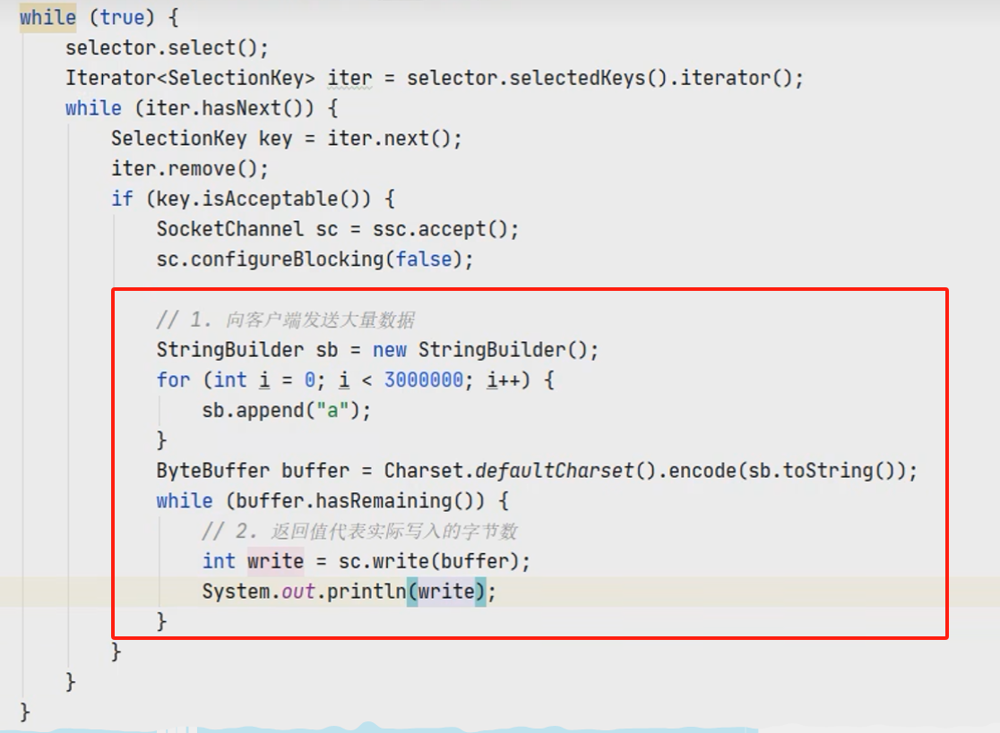 while (true) {
selector.select();
Iterator<SelectionKey> iter = selector.selectedKeys().iterator();
while (iter.hasNext()) {
SelectionKey key = iter.next();
iter.remove();
if (key.isAcceptable()) {
SocketChannel sc = ssc.accept();
sc.configureBlocking(false);
// 1. 向客户端发送大量数据
StringBuilder sb = new StringBuilder();
for (int i = 0; i < 3000000; i++) {
sb.append("a");
}
ByteBuffer buffer = Charset.defaultCharset().encode(sb.toString());
while (buffer.hasRemaining()) {
// 2. 返回值代表实际写入的字节数
int write = sc.write(buffer);
System.out.println(write);
}
}
}
}